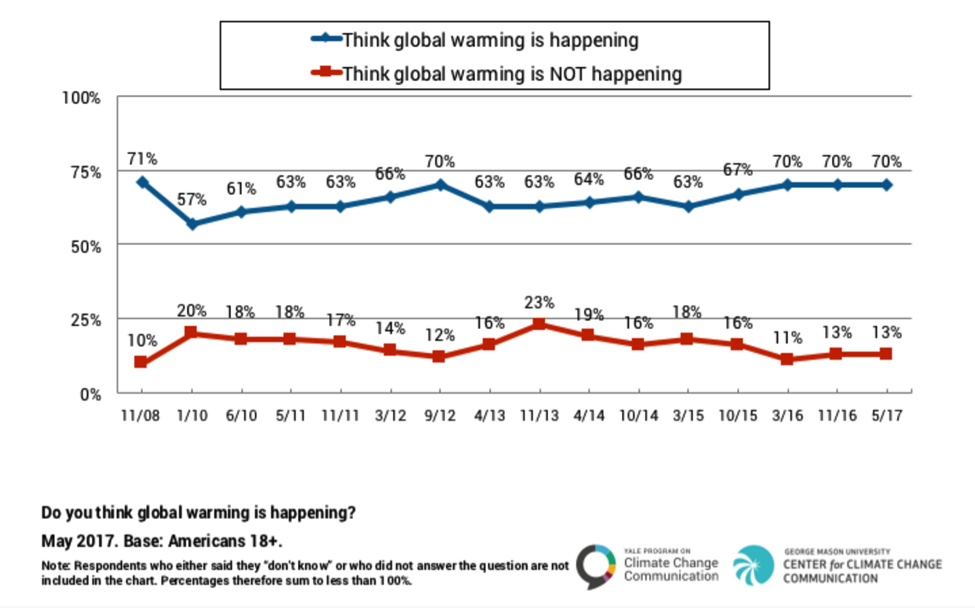 Think global warming is happening
Think global warming is NOT happening
100%
75%
50%
25%
0%
71%
57%
61%
63%
63%
66%
70%
63%
63%
64%
66%
63%
67%
70%
70%
70%
10%
20%
18%
18%
17%
14%
12%
16%
23%
19%
16%
18%
16%
11%
13%
13%
11/08 1/10 6/10 5/11 11/11 3/12 9/12 4/13 11/13 4/14 10/14 3/15 10/15 3/16 11/16 5/17
Do you think global warming is happening?
May 2017. Base: Americans 18+.
Note: Respondents who either said they "don't know" or who did not answer the question are not
included in the chart. Percentages therefore sum to less than 100%.
YALE PROGRAM ON
Climate Change
Communication
GEORGE MASON UNIVERSITY
CENTER for CLIMATE CHANGE
COMMUNICATION